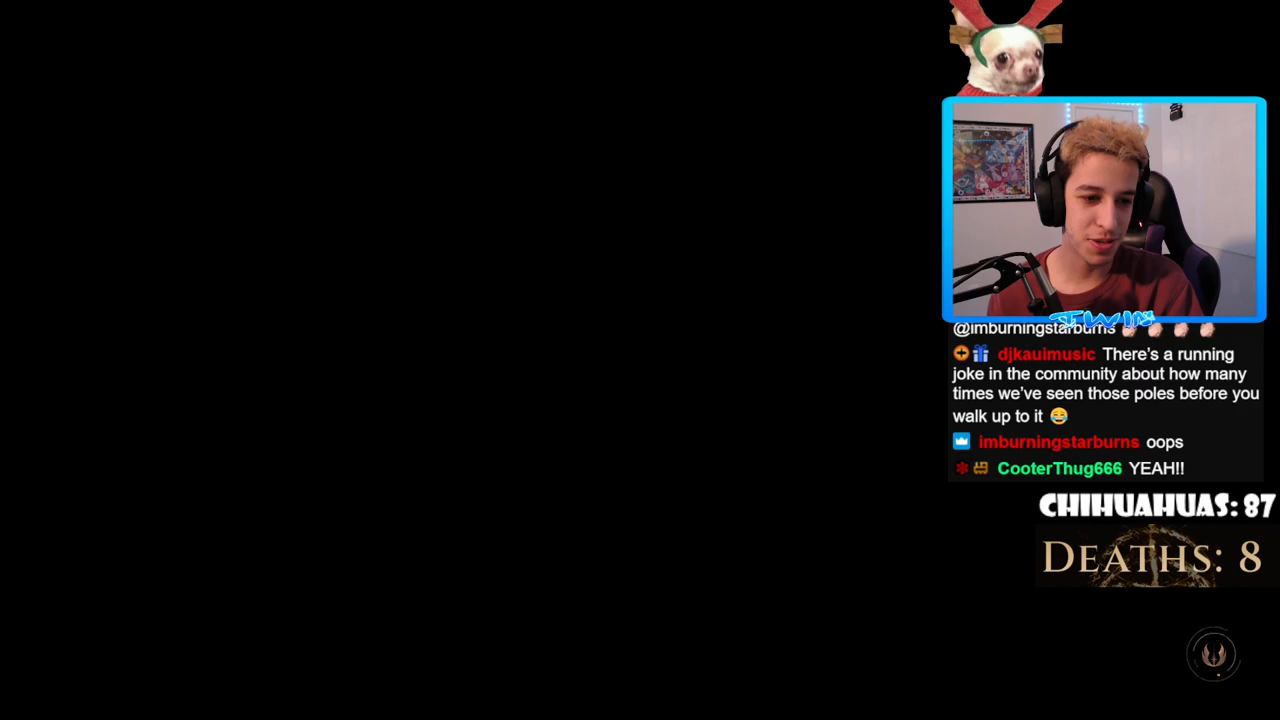 JWIN
@imburningstarburns
djkauimusic There's a running
joke in the community about how many
times we've seen those poles before you
walk up to it 😂
imburningstarburns oops
CooterThug666 YEAH!!
CHIHUAHUAS: 87
DEATHS: 8